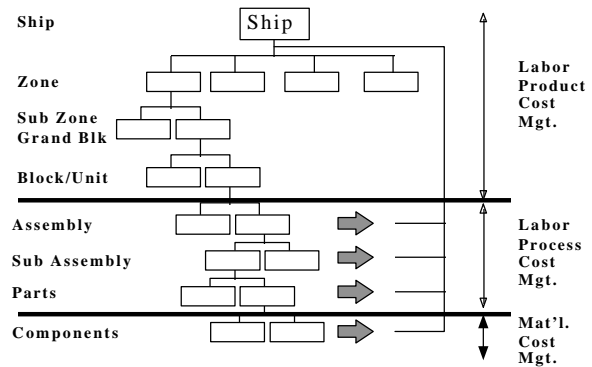 Ship
Ship
Zone
Sub Zone
Grand Blk
Block/Unit
Assembly
Sub Assembly
Parts
Components
Labor
Product
Cost
Mgt.
Labor
Process
Cost
Mgt.
Mat'l.
Cost
Mgt.